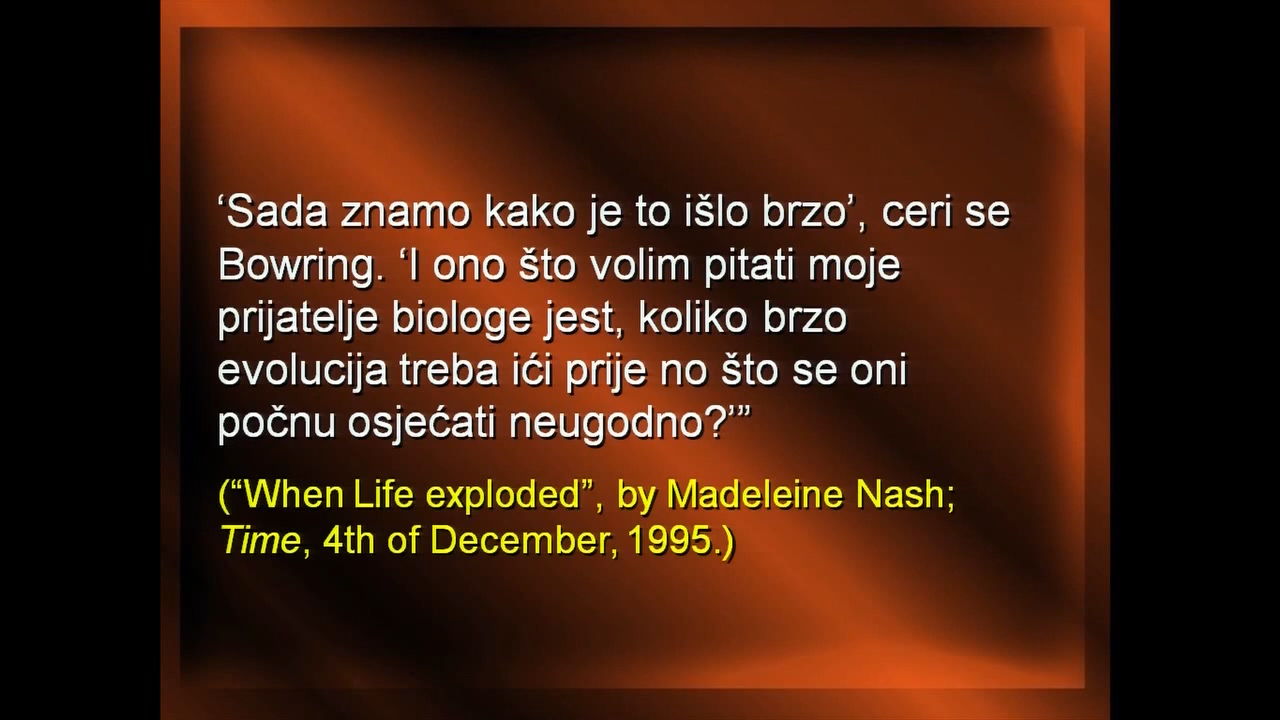 ‘Sada znamo kako je to išlo brzo’, ceri se
Bowring. ‘I ono što volim pitati moje
prijatelje biologe jest, koliko brzo
evolucija treba ići prije no što se oni
počnu osjećati neugodno?’”
(“When Life exploded”, by Madeleine Nash;
Time, 4th of December, 1995.)